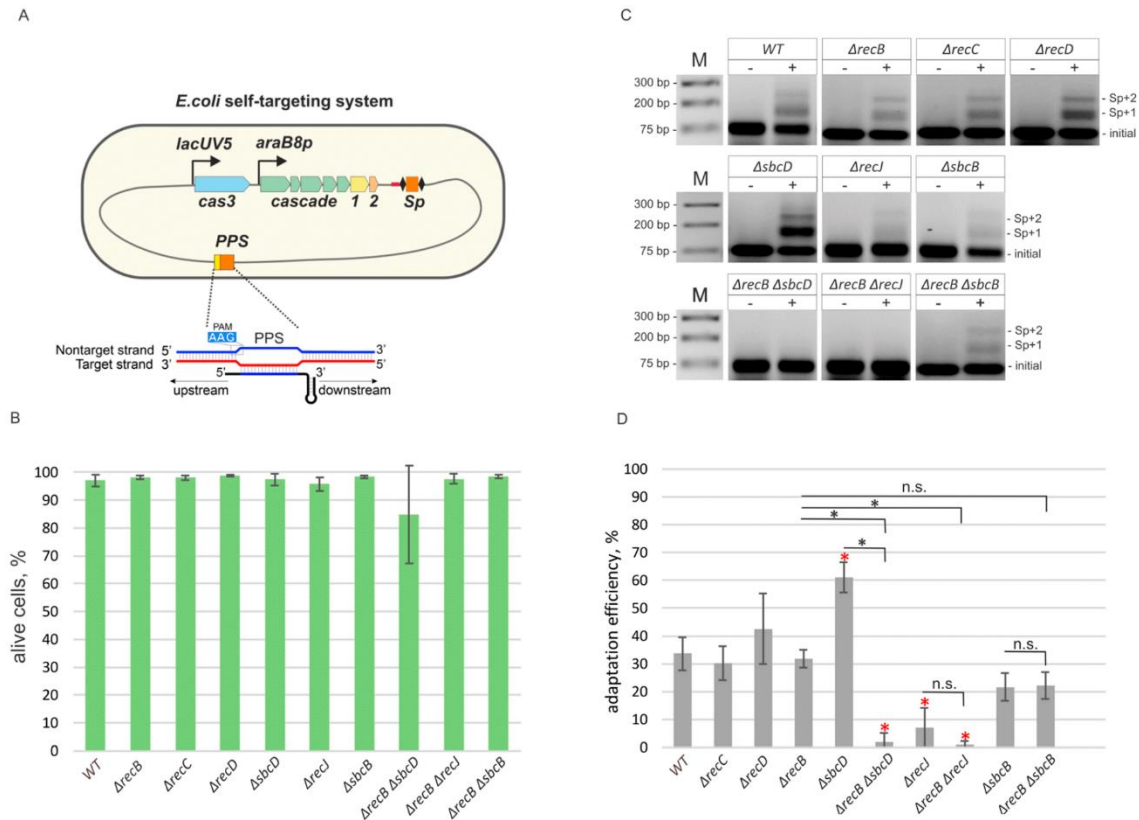 A
E.coli self-targeting system
lacUV5 araB8p
cas3 cascade 1 2 Sp
PPS
PAM
AAG PPS
Nontarget strand 5' 3'
Target strand 3' 5'
5' 3'
upstream downstream
B
alive cells, %
100
90
80
70
60
50
40
30
20
10
0
WT ΔrecB ΔrecC ΔrecD ΔsbcD ΔrecJ ΔsbcB ΔrecB ΔsbcD ΔrecB ΔrecJ ΔrecB ΔsbcB
C
M WT ΔrecB ΔrecC ΔrecD
- + - + - + - +
300 bp -
200 bp - - Sp+2
- Sp+1
75 bp - - initial
ΔsbcD ΔrecJ ΔsbcB
- + - + - +
300 bp -
200 bp - - Sp+2
- Sp+1
75 bp - - initial
M ΔrecB ΔsbcD ΔrecB ΔrecJ ΔrecB ΔsbcB
- + - + - +
300 bp -
200 bp - - Sp+2
- Sp+1
75 bp - - initial
D
adaptation efficiency, %
100
90
80
70
60
50
40
30
20
10
0
n.s.
*
*
*
*
n.s.
n.s.
*
*
*
WT ΔrecC ΔrecD ΔrecB ΔsbcD ΔrecB ΔsbcD ΔrecJ ΔrecB ΔrecJ ΔsbcB ΔrecB ΔsbcB